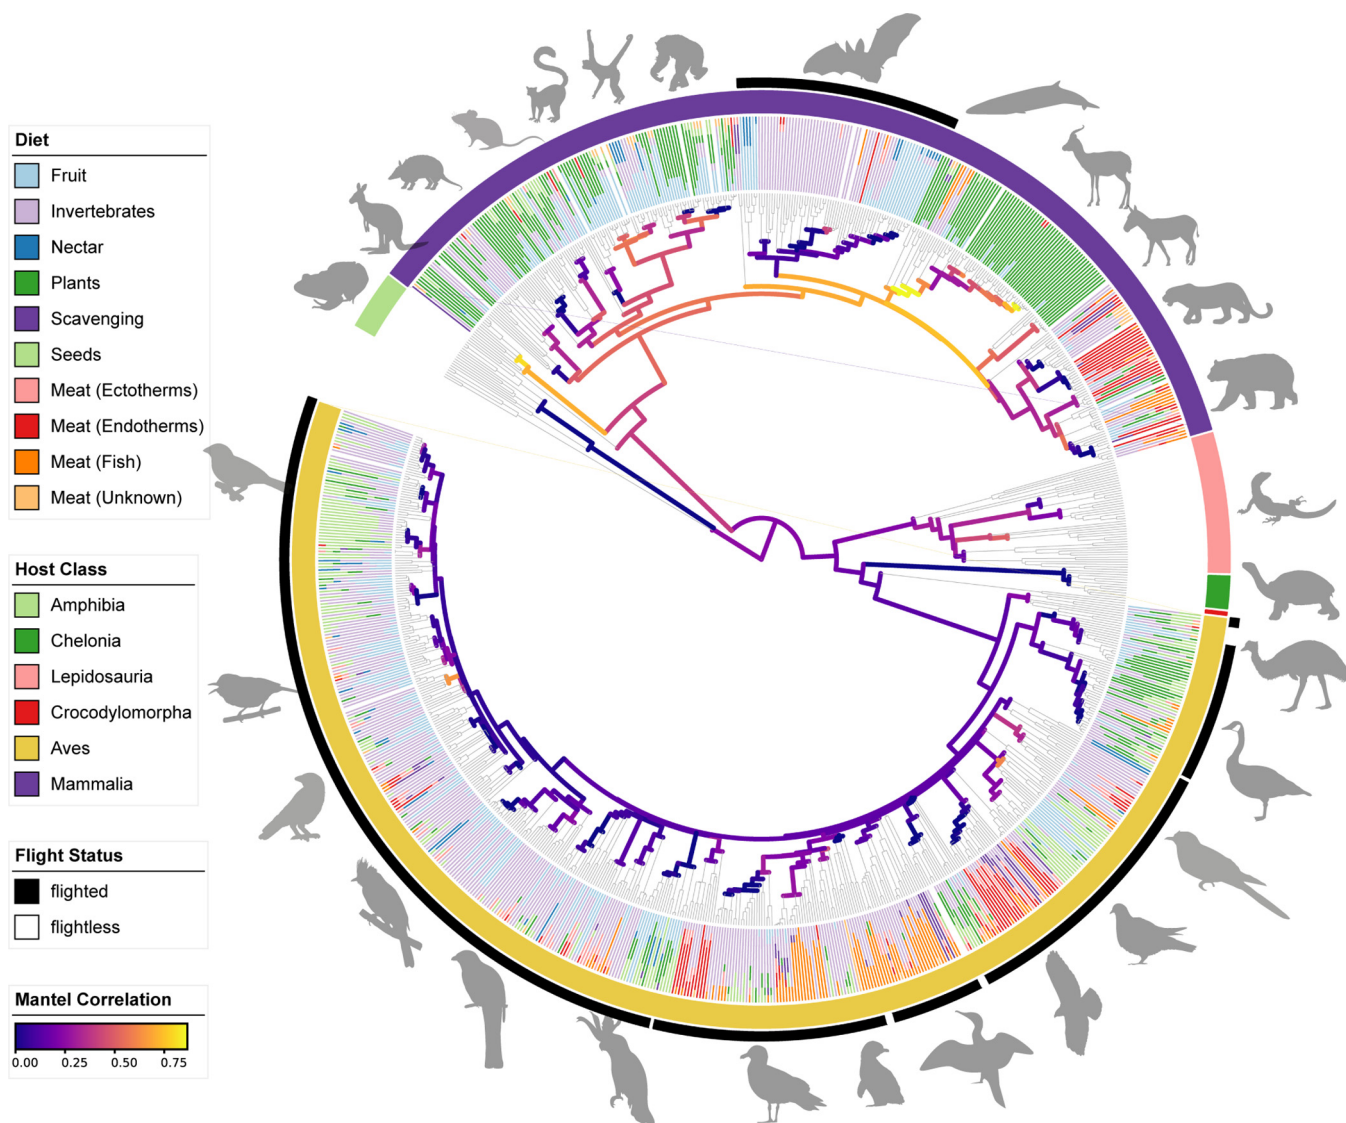 Diet
Fruit
Invertebrates
Nectar
Plants
Scavenging
Seeds
Meat (Ectotherms)
Meat (Endotherms)
Meat (Fish)
Meat (Unknown)
Host Class
Amphibia
Chelonia
Lepidosauria
Crocodylomorpha
Aves
Mammalia
Flight Status
flighted
flightless
Mantel Correlation
0.00 0.25 0.50 0.75